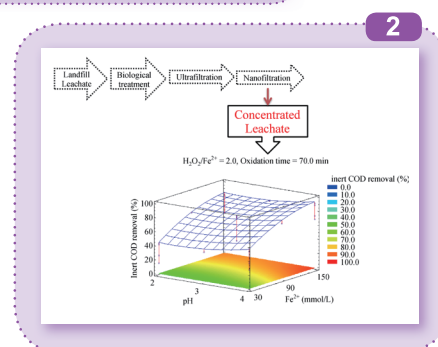 2
Landfill Leachate
Biological treatment
Ultrafiltration
Nanofiltration
Concentrated
Leachate
H₂O₂/Fe²⁺ = 2.0, Oxidation time = 70.0 min
inert COD removal (%)
0.0
10.0
20.0
30.0
40.0
50.0
60.0
70.0
80.0
90.0
100.0
Inert COD removal (%)
100
80
60
40
20
0
2
3
4
pH
30
90
150
Fe²⁺ (mmol/L)